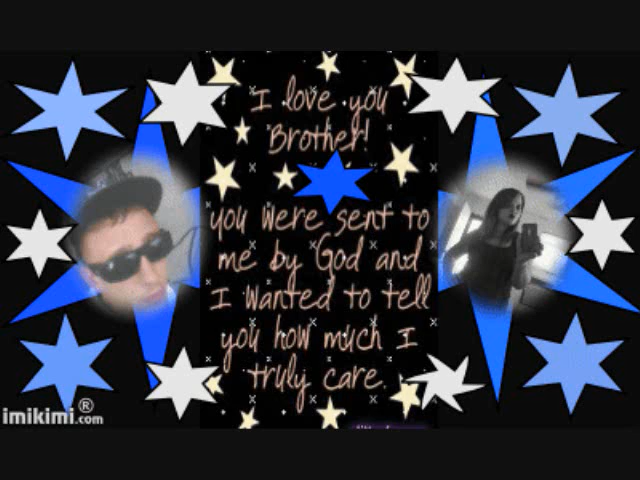 I love you
Brother!
you were sent to
me by God and
I wanted to tell
you how much I
truly care.
imikimi®.com